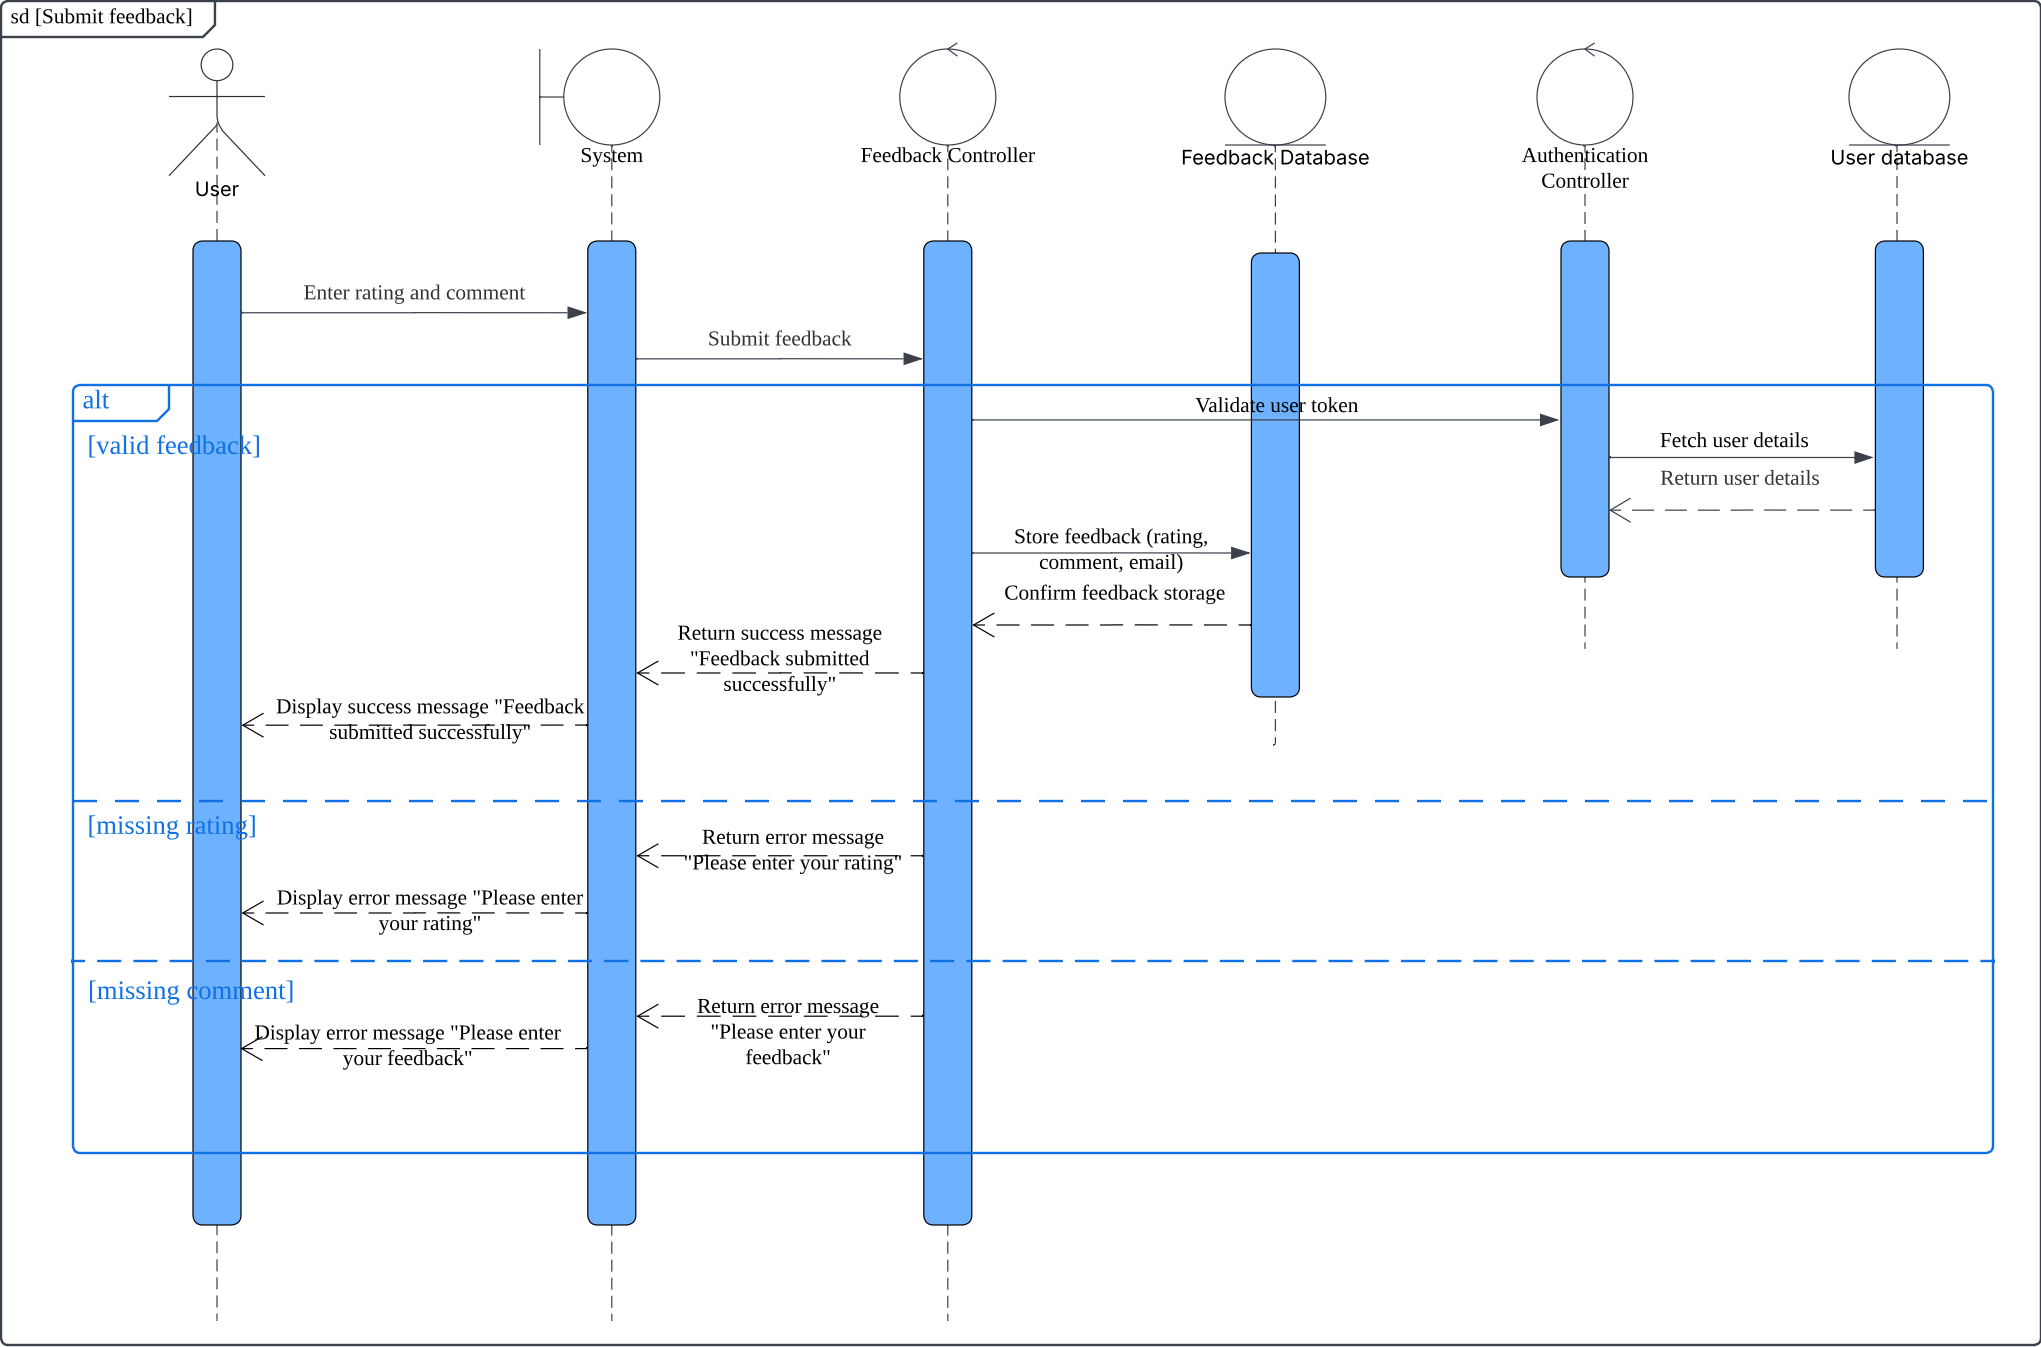 sd [Submit feedback]
User
System
Feedback Controller
Feedback Database
Authentication
Controller
User database
Enter rating and comment
Submit feedback
alt
[valid feedback]
Validate user token
Fetch user details
Return user details
Store feedback (rating,
comment, email)
Confirm feedback storage
Return success message
"Feedback submitted
successfully"
Display success message "Feedback
submitted successfully"
[missing rating]
Return error message
"Please enter your rating"
Display error message "Please enter
your rating"
[missing comment]
Return error message
"Please enter your
feedback"
Display error message "Please enter
your feedback"